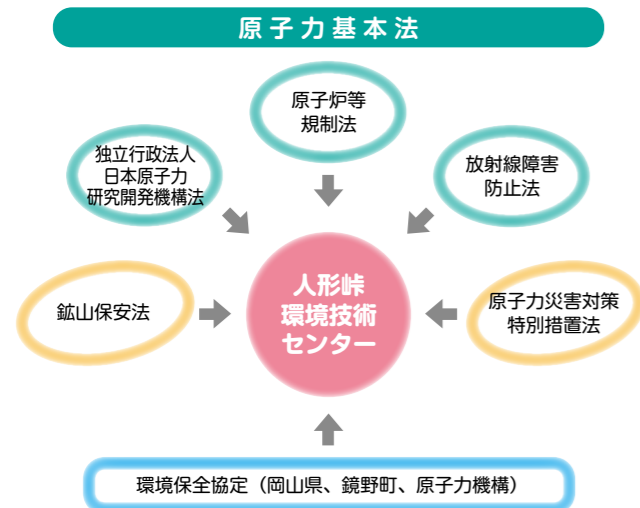 原子力基本法
原子炉等
規制法
独立行政法人
日本原子力
研究開発機構法
放射線障害
防止法
人形峠
環境技術
センター
鉱山保安法
原子力災害対策
特別措置法
環境保全協定（岡山県、鏡野町、原子力機構）